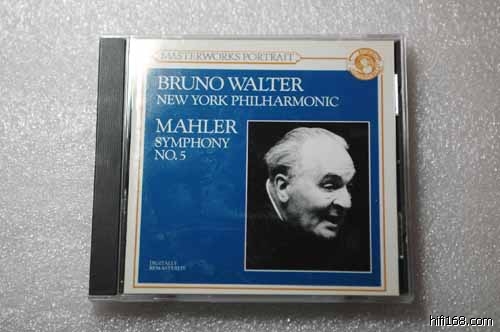 MASTERWORKS PORTRAIT
BRUNO WALTER
NEW YORK PHILHARMONIC
MAHLER
SYMPHONY
NO. 5
DIGITALLY
REMASTERED
hifi168.com